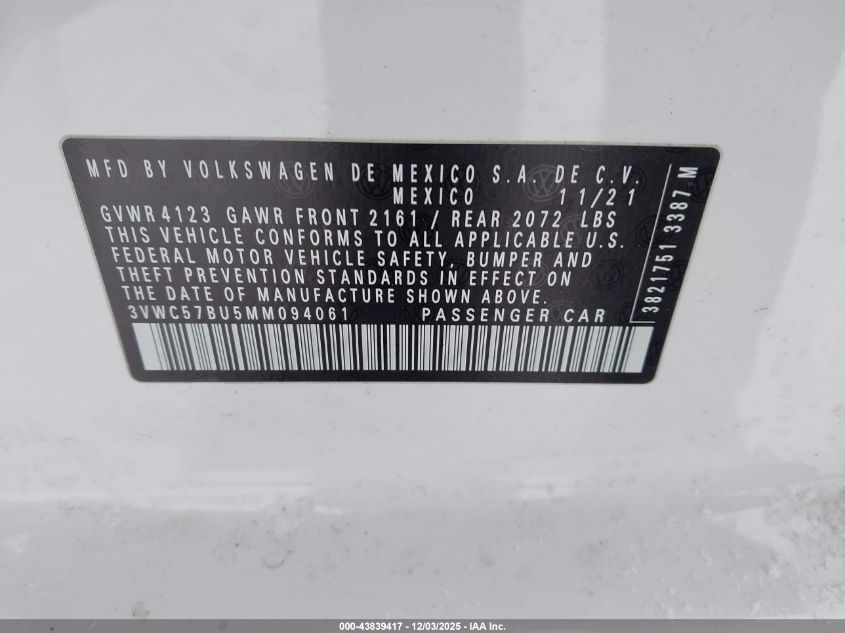 MFD BY VOLKSWAGEN DE MEXICO S.A. DE C.V.
MEXICO 11/21
GVWR 4123 GAWR FRONT 2161 / REAR 2072 LBS
THIS VEHICLE CONFORMS TO ALL APPLICABLE U.S.
FEDERAL MOTOR VEHICLE SAFETY, BUMPER AND
THEFT PREVENTION STANDARDS IN EFFECT ON
THE DATE OF MANUFACTURE SHOWN ABOVE.
3VWC57BU5MM094061 PASSENGER CAR
3821751 3387 M
000-43839417 - 12/03/2025 - IAA Inc.